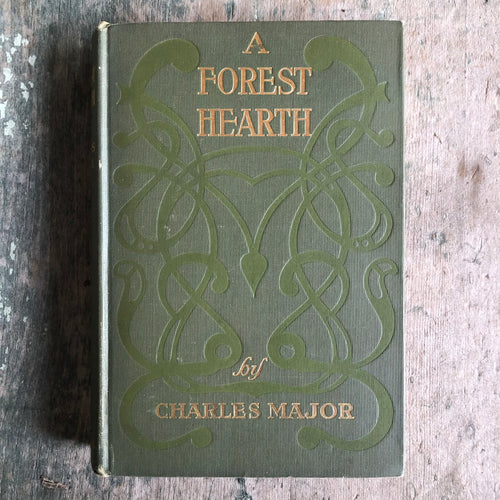 A
FOREST
HEARTH
by
CHARLES MAJOR